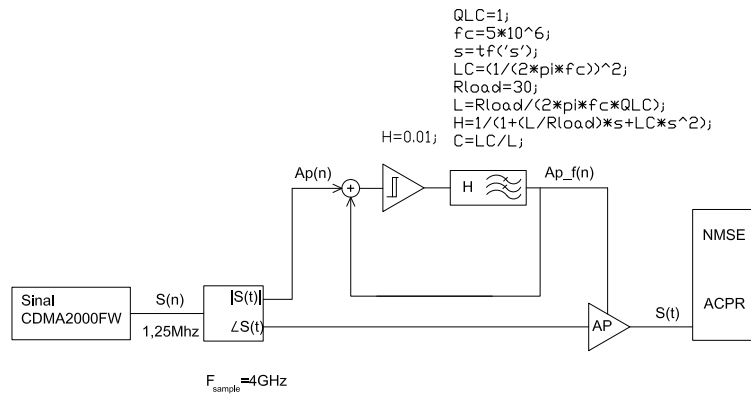 QLC=1;
fc=5*10^6;
s=tf('s');
LC=(1/(2*pi*fc))^2;
Rload=30;
L=Rload/(2*pi*fc*QLC);
H=1/(1+(L/Rload)*s+LC*s^2);
C=LC/L;
H=0.01;
Ap(n)
+
H
Ap_f(n)
NMSE
ACPR
Sinal
CDMA2000FW
S(n)
1,25Mhz
|S(t)|
∠S(t)
AP
S(t)
F_sample=4GHz